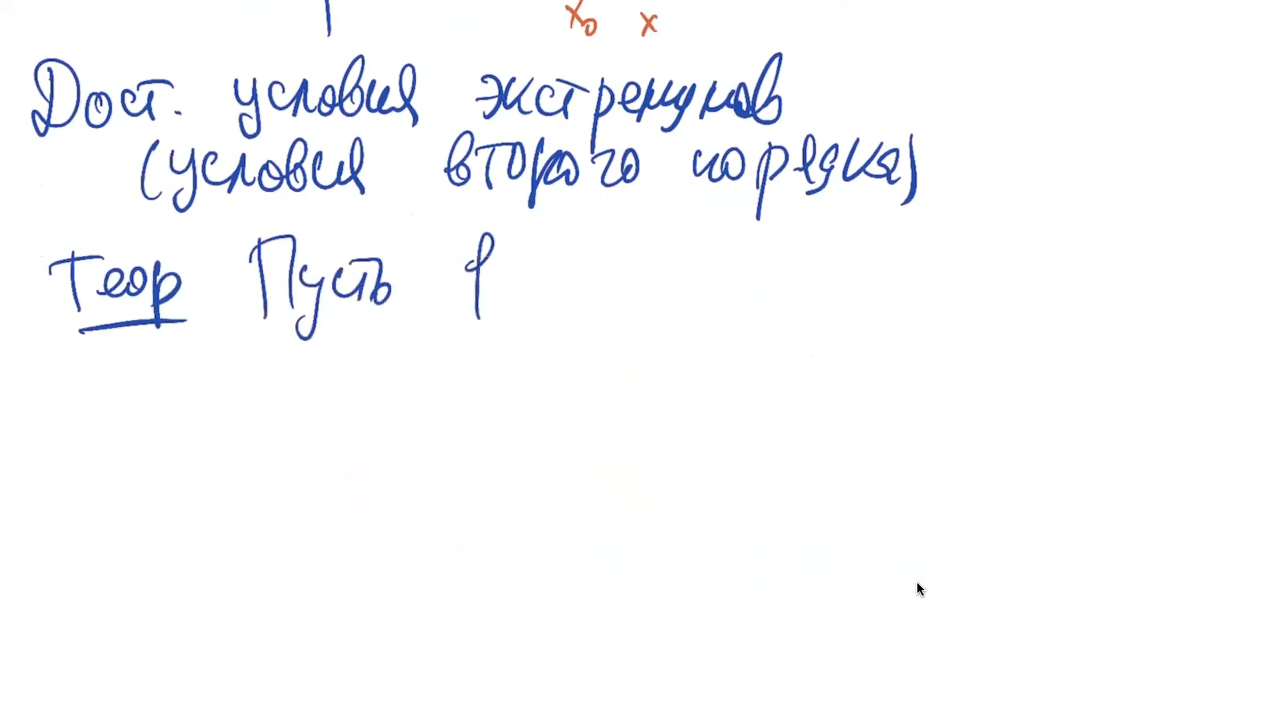 x₀ x
Дост. условия экстремумов
(условия второго порядка)
Теор Пусть f